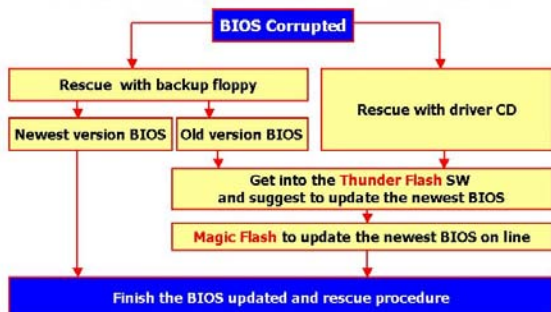 BIOS Corrupted
Rescue with backup floppy
Rescue with driver CD
Newest version BIOS
Old version BIOS
Get into the Thunder Flash SW
and suggest to update the newest BIOS
Magic Flash to update the newest BIOS on line
Finish the BIOS updated and rescue procedure